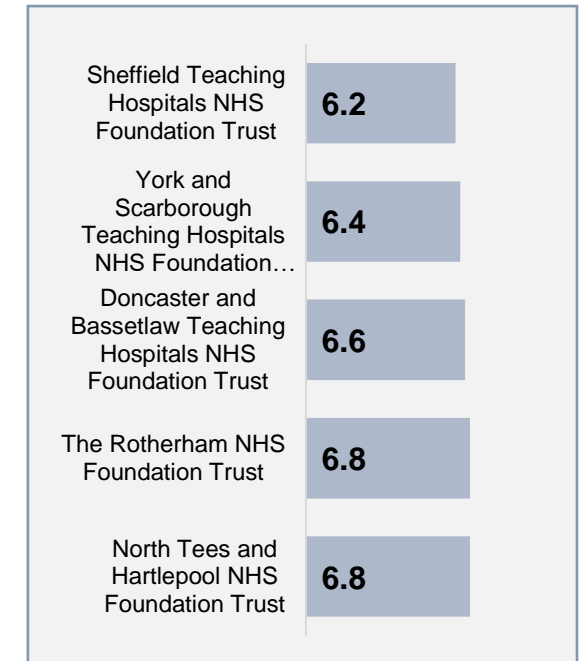 Sheffield Teaching
Hospitals NHS
Foundation Trust
6.2
York and
Scarborough
Teaching Hospitals
NHS Foundation…
6.4
Doncaster and
Bassetlaw Teaching
Hospitals NHS
Foundation Trust
6.6
The Rotherham NHS
Foundation Trust
6.8
North Tees and
Hartlepool NHS
Foundation Trust
6.8